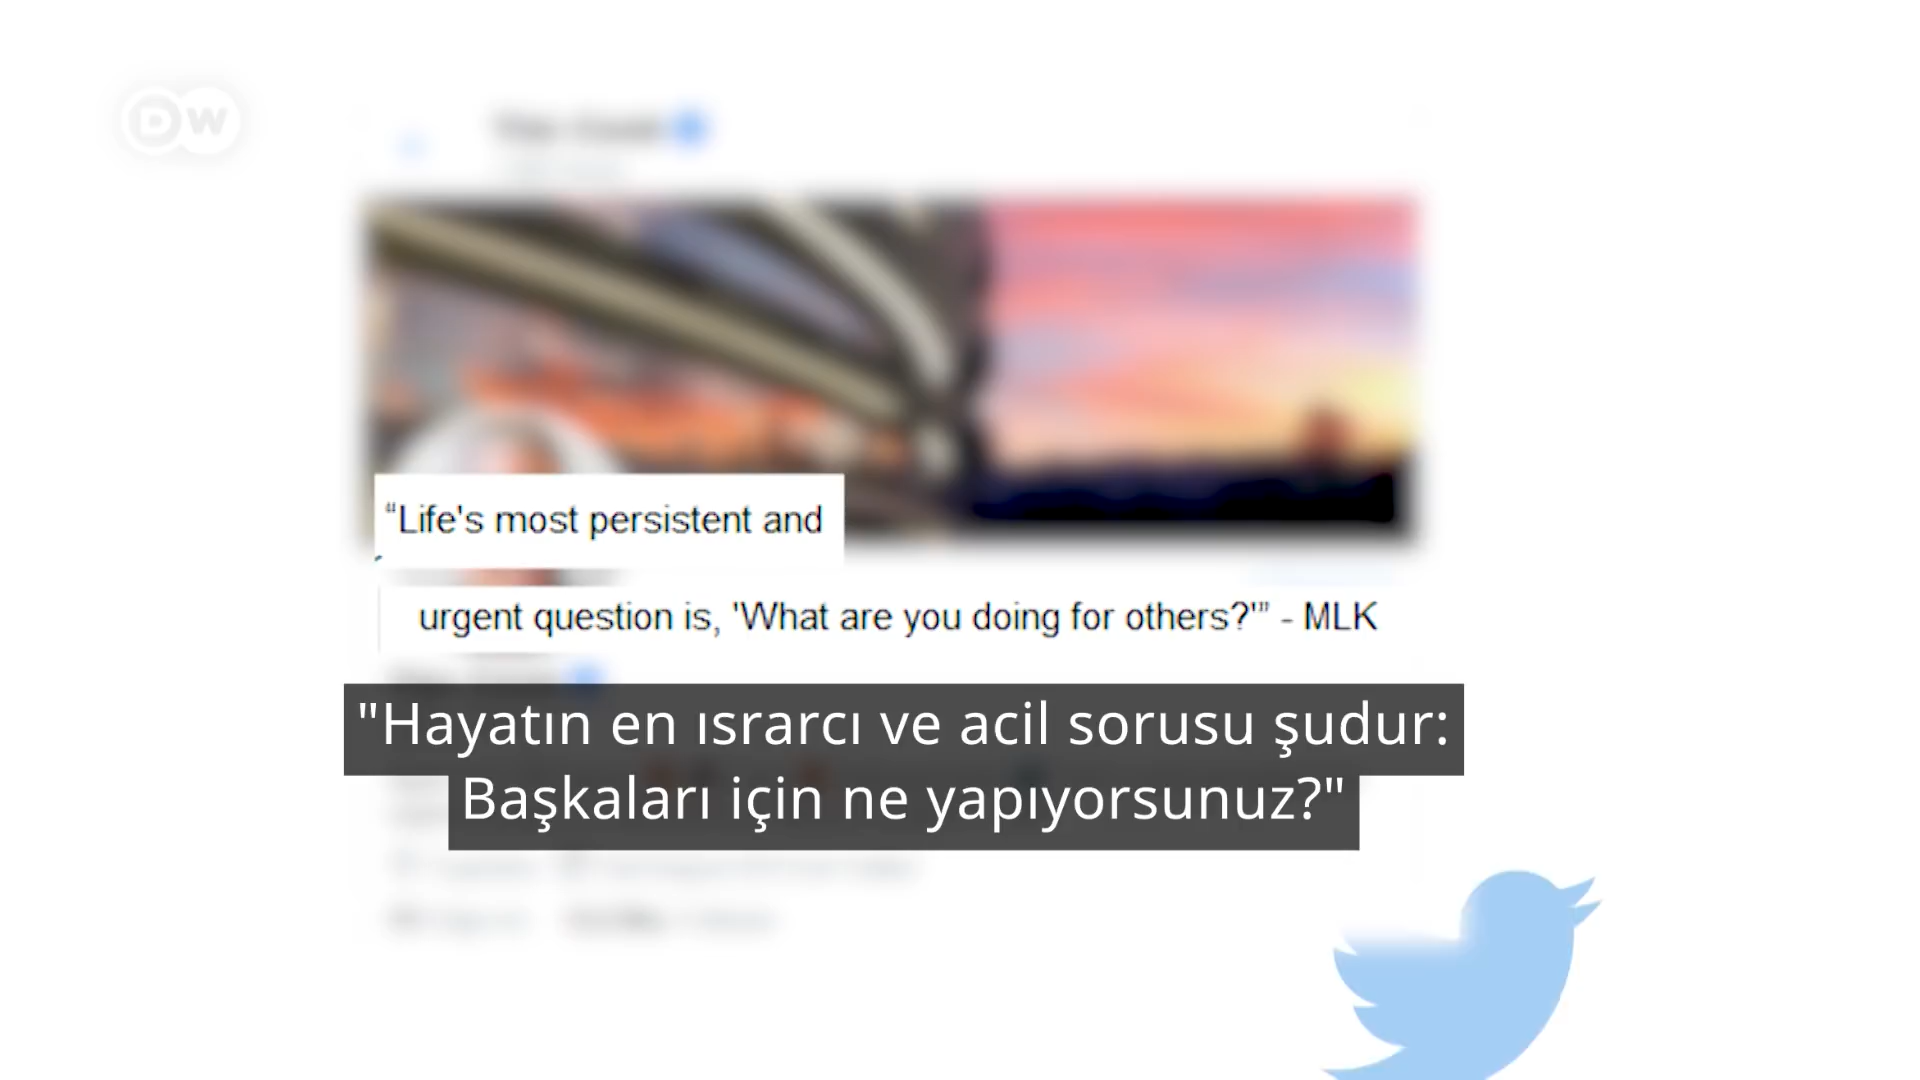 DW
“Life's most persistent and
urgent question is, 'What are you doing for others?'” - MLK
"Hayatın en ısrarcı ve acil sorusu şudur:
Başkaları için ne yapıyorsunuz?"